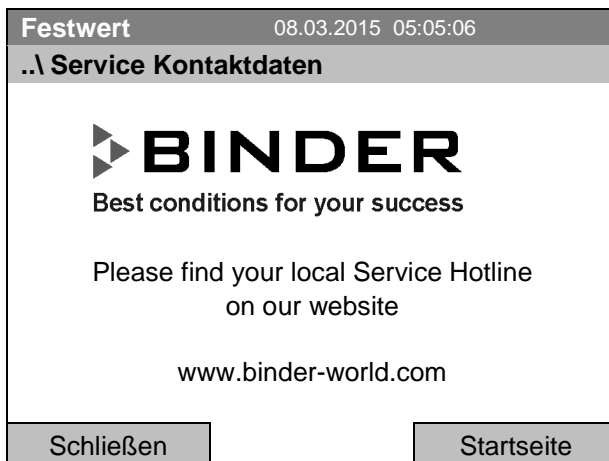 Festwert 08.03.2015 05:05:06
..\ Service Kontaktdaten
BINDER
Best conditions for your success
Please find your local Service Hotline
on our website
www.binder-world.com
Schließen Startseite